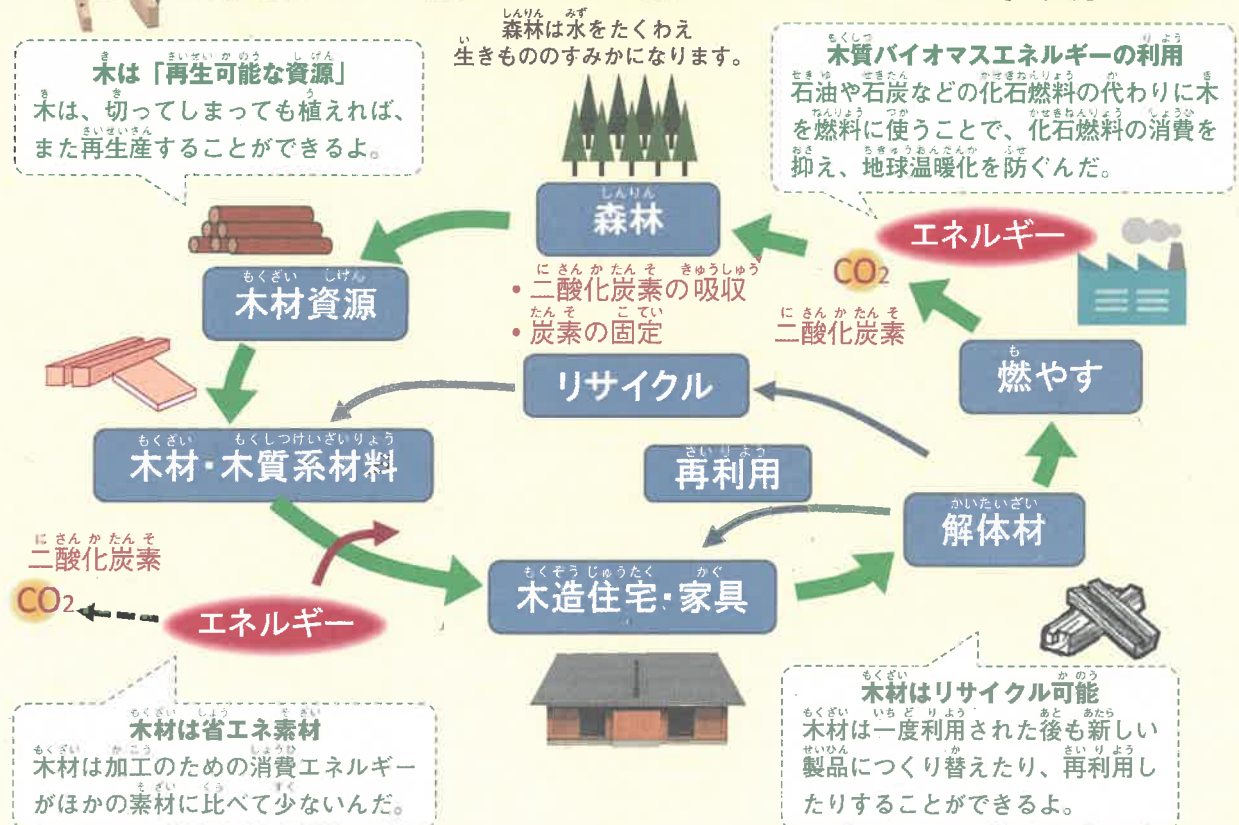 森林は水をたくわえ
生きもののすみかになります。
木は「再生可能な資源」
木は、切ってしまっても植えれば、
また再生産することができるよ。
木質バイオマスエネルギーの利用
石油や石炭などの化石燃料の代わりに木
を燃料に使うことで、化石燃料の消費を
抑え、地球温暖化を防ぐんだ。
森林
・二酸化炭素の吸収
・炭素の固定
エネルギー
CO2
二酸化炭素
木材資源
燃やす
リサイクル
木材・木質系材料
再利用
解体材
二酸化炭素
CO2
エネルギー
木造住宅・家具
木材は省エネ素材
木材は加工のための消費エネルギー
がほかの素材に比べて少ないんだ。
木材はリサイクル可能
木材は一度利用された後も新しい
製品につくり替えたり、再利用し
たりすることができるよ。